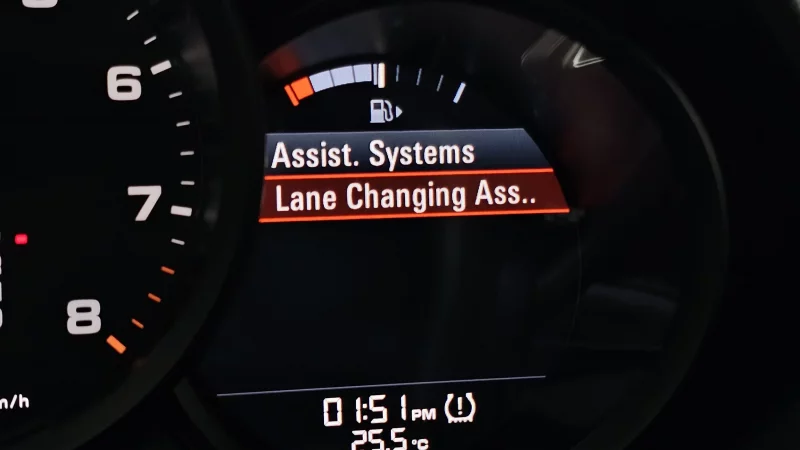 6
7
8
m/h
Assist. Systems
Lane Changing Ass..
01:51 PM
25.5 °C